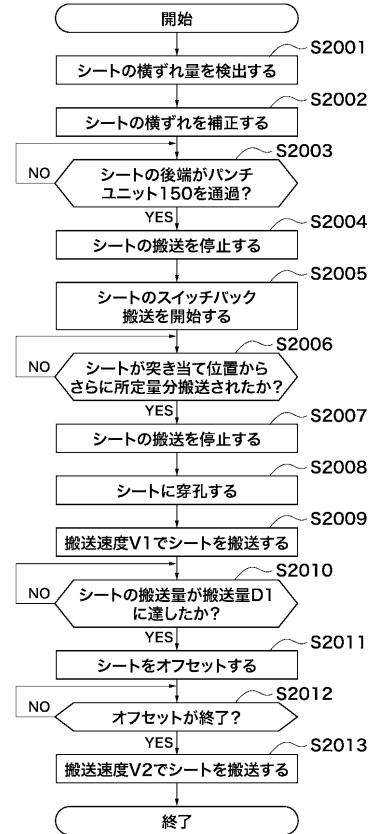 開始
S2001
シートの横ずれ量を検出する
S2002
シートの横ずれを補正する
S2003
シートの後端がパンチ
ユニット150を通過?
NO
YES
S2004
シートの搬送を停止する
S2005
シートのスイッチバック
搬送を開始する
S2006
シートが突き当て位置から
さらに所定量分搬送されたか?
NO
YES
S2007
シートの搬送を停止する
S2008
シートに穿孔する
S2009
搬送速度V1でシートを搬送する
S2010
シートの搬送量が搬送量D1
に達したか?
NO
YES
S2011
シートをオフセットする
S2012
オフセットが終了?
NO
YES
S2013
搬送速度V2でシートを搬送する
終了